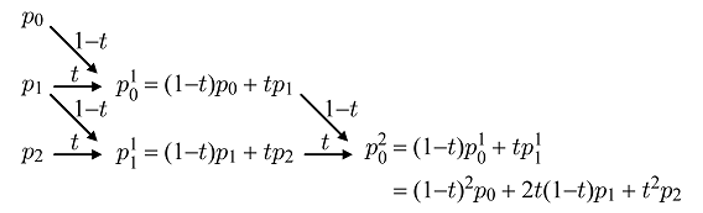 p₀
1–t
p₁ t p₀¹ = (1–t)p₀ + tp₁
1–t 1–t
p₂ t p₁¹ = (1–t)p₁ + tp₂ t p₀² = (1–t)p₀¹ + tp₁¹
= (1–t)²p₀ + 2t(1–t)p₁ + t²p₂